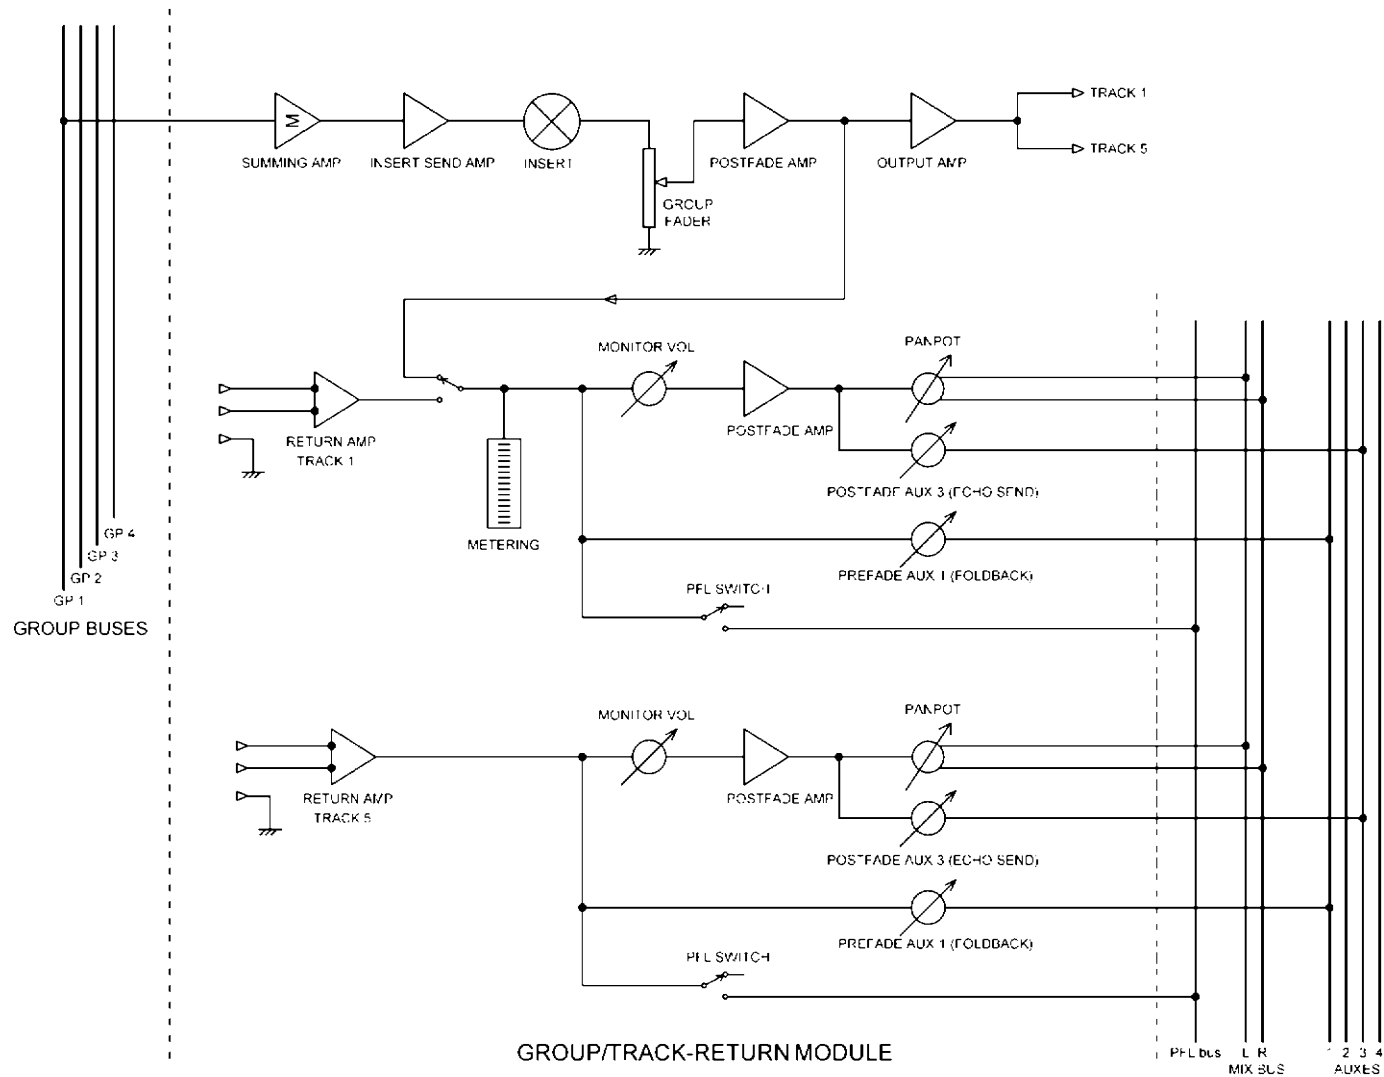 TRACK 1
M
SUMMING AMP
INSERT SEND AMP
INSERT
POSTFADE AMP
OUTPUT AMP
TRACK 5
GROUP
FADER
MONITOR VOL
PANPOT
RETURN AMP
TRACK 1
POSTFADE AMP
POSTFADE AUX 3 (ECHO SEND)
METERING
PREFADE AUX 1 (FOLDBACK)
PFL SWITCH
GP 4
GP 3
GP 2
GP 1
GROUP BUSES
MONITOR VOL
PANPOT
RETURN AMP
TRACK 5
POSTFADE AMP
POSTFADE AUX 3 (ECHO SEND)
PREFADE AUX 1 (FOLDBACK)
PFL SWITCH
GROUP/TRACK-RETURN MODULE
PFL bus
L R
MIX BUS
1 2 3 4
AUXES